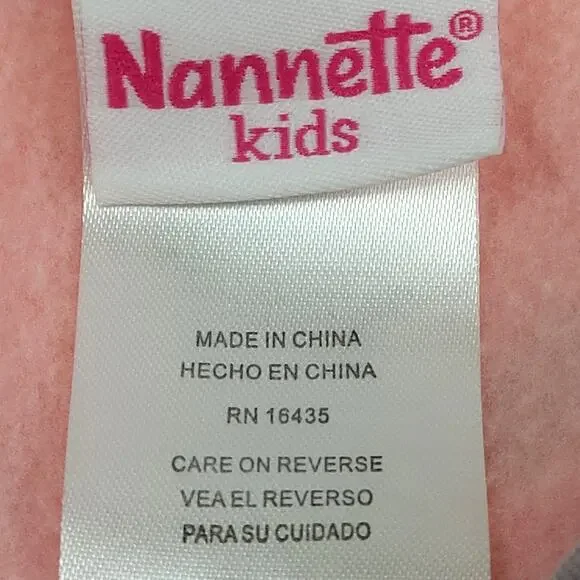 Nannette®
kids
MADE IN CHINA
HECHO EN CHINA
RN 16435
CARE ON REVERSE
VEA EL REVERSO
PARA SU CUIDADO